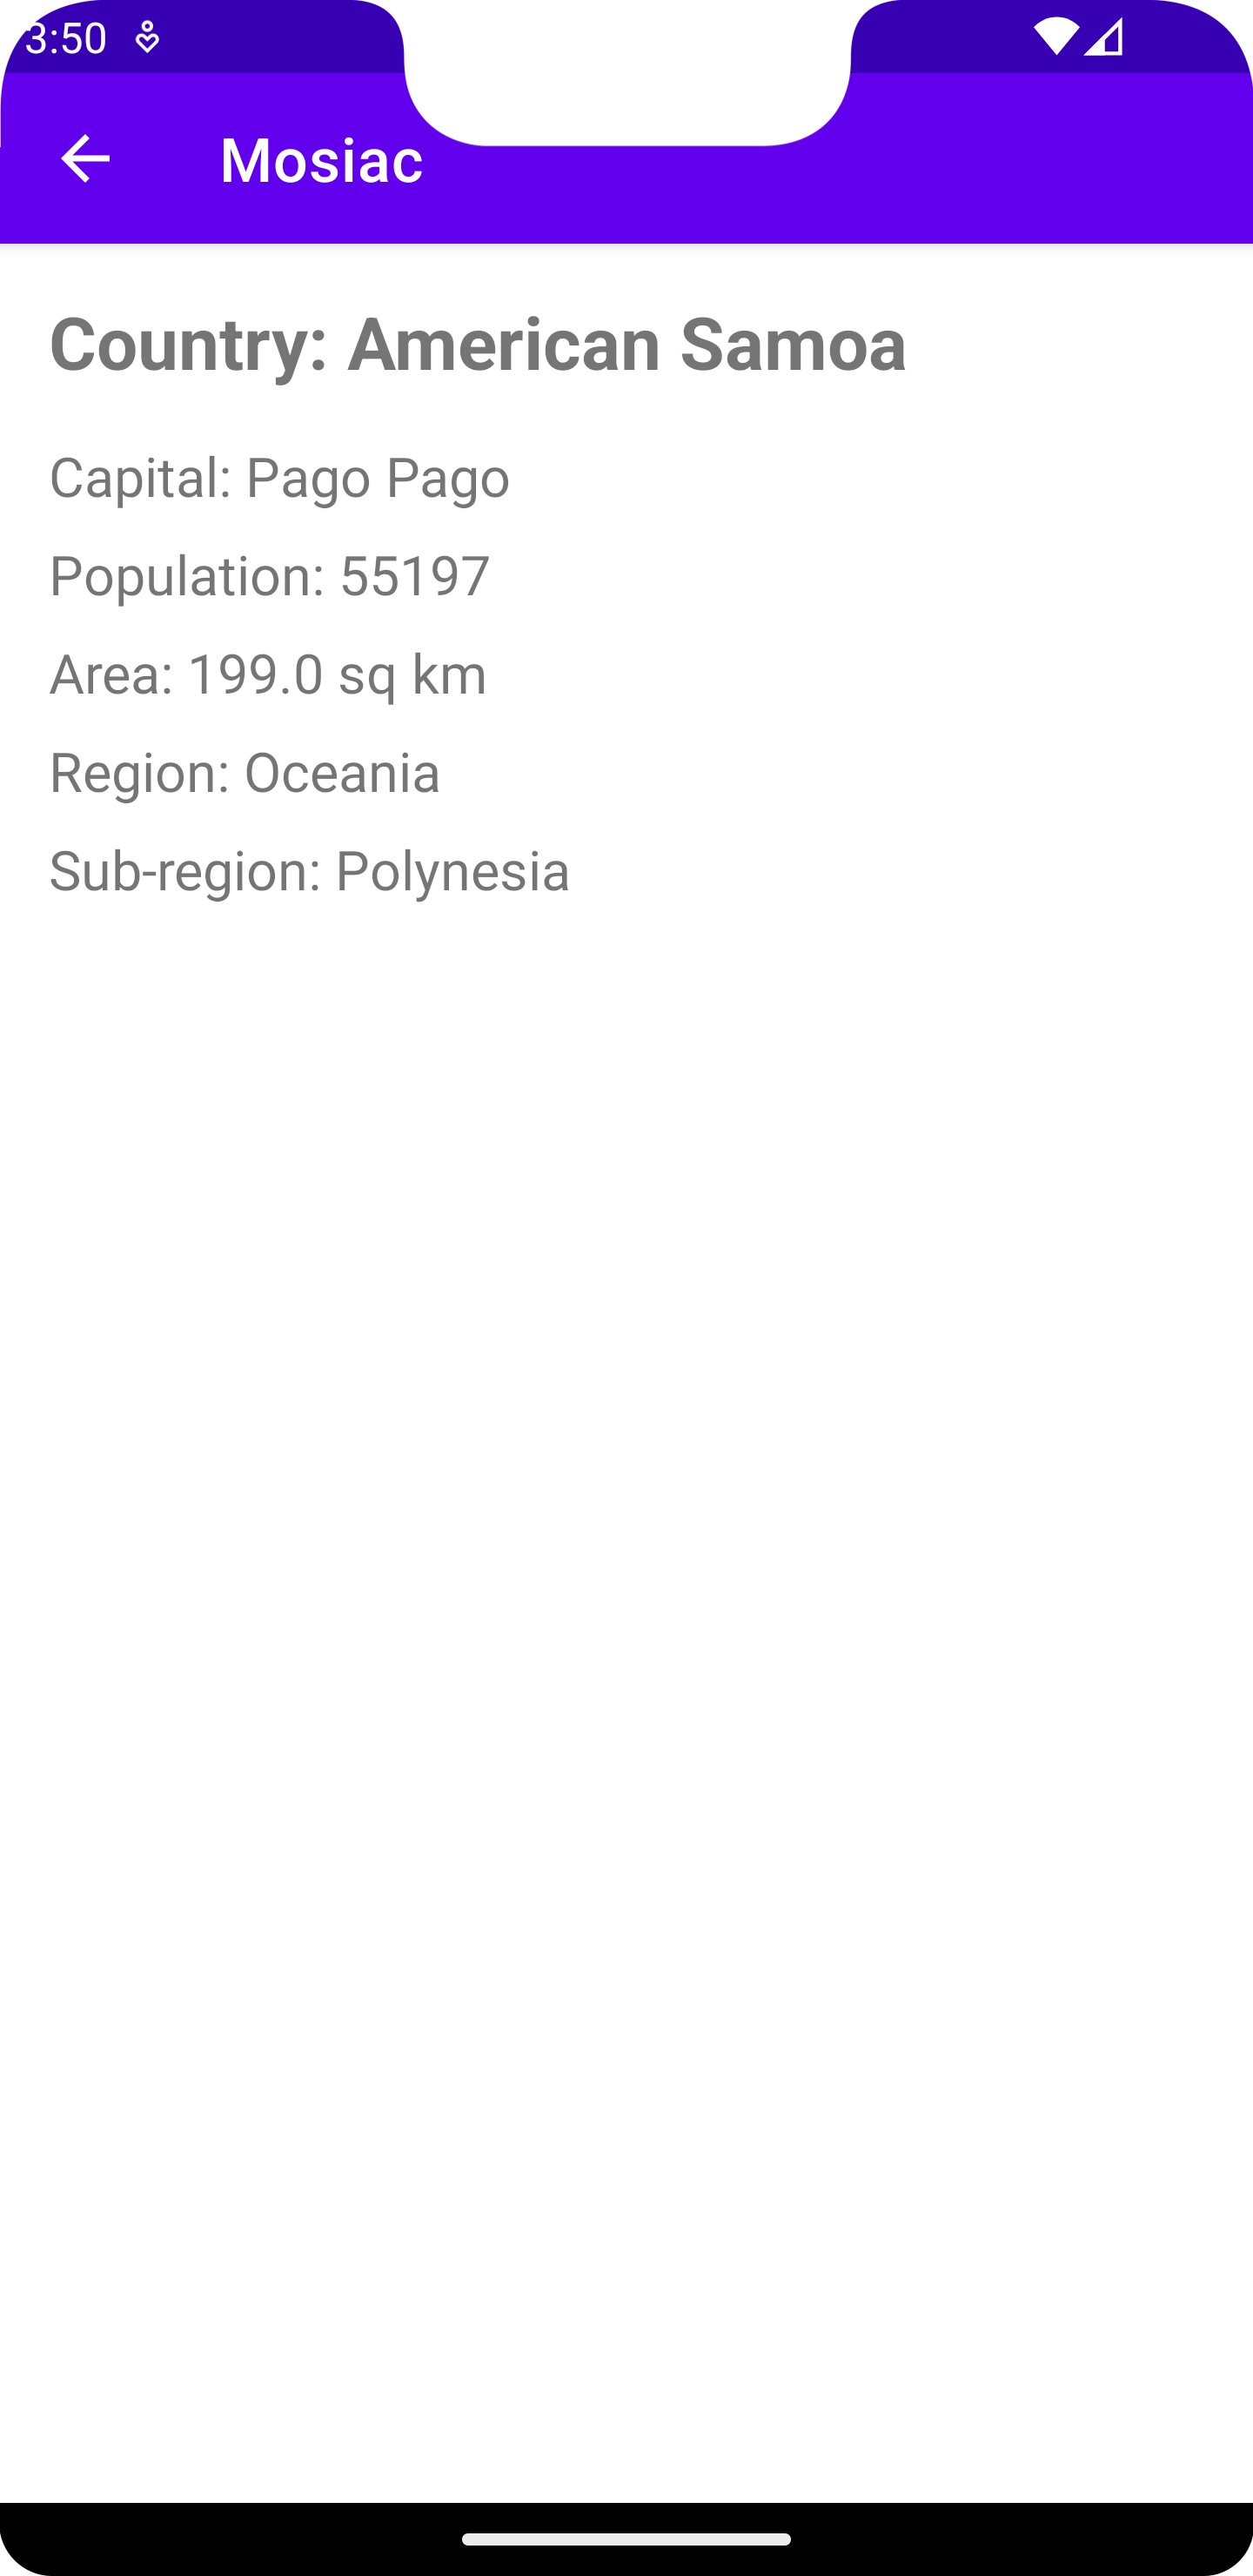 3:50
Mosiac
Country: American Samoa
Capital: Pago Pago
Population: 55197
Area: 199.0 sq km
Region: Oceania
Sub-region: Polynesia